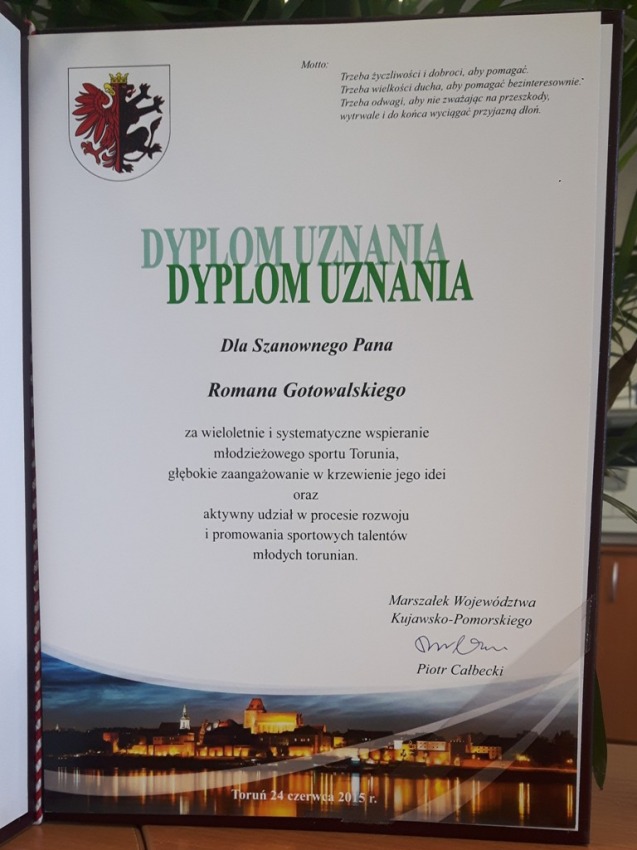 Motto:
Trzeba życzliwości i dobroci, aby pomagać.
Trzeba wielkości ducha, aby pomagać bezinteresownie.
Trzeba odwagi, aby nie zważając na przeszkody,
wytrwale i do końca wyciągać przyjazną dłoń.
DYPLOM UZNANIA
DYPLOM UZNANIA
Dla Szanownego Pana
Romana Gotowalskiego
za wieloletnie i systematyczne wspieranie
młodzieżowego sportu Torunia,
głębokie zaangażowanie w krzewienie jego idei
oraz
aktywny udział w procesie rozwoju
i promowania sportowych talentów
młodych torunian.
Marszałek Województwa
Kujawsko-Pomorskiego
Piotr Całbecki
Toruń 24 czerwca 2015 r.